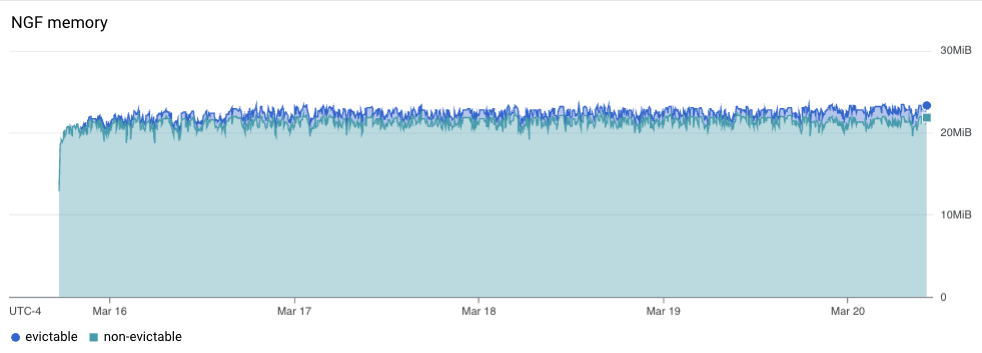 NGF memory
30MiB
20MiB
10MiB
0
UTC-4 Mar 16 Mar 17 Mar 18 Mar 19 Mar 20
evictable non-evictable